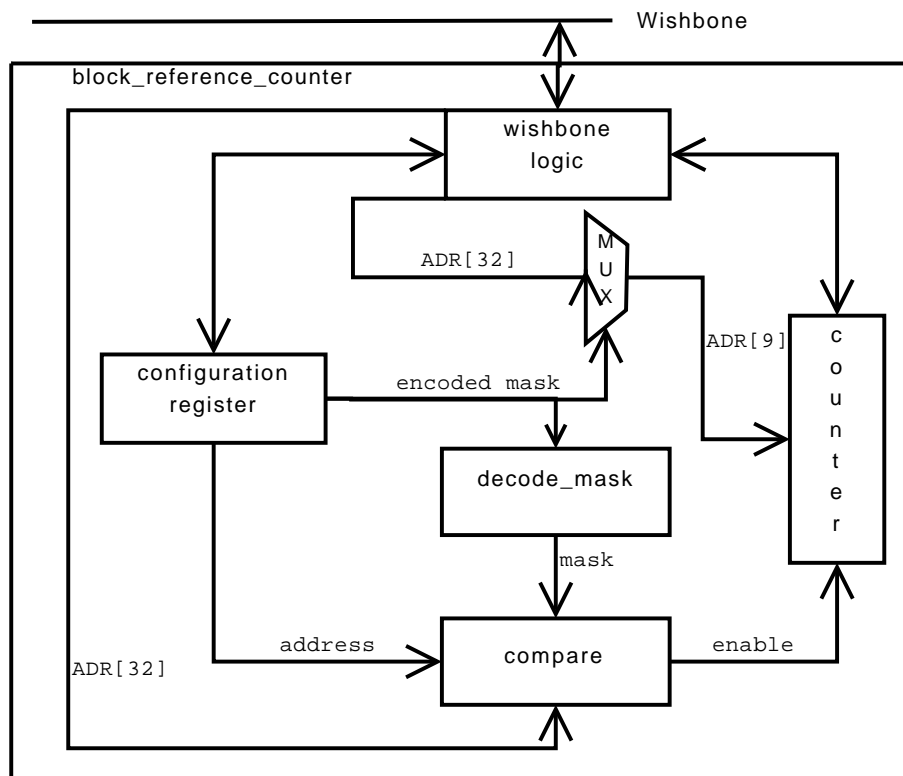 Wishbone
block_reference_counter
wishbone
logic
M
U
X
ADR[32]
ADR[9]
c
o
u
n
t
e
r
configuration
register
encoded mask
decode_mask
mask
address
compare
enable
ADR[32]